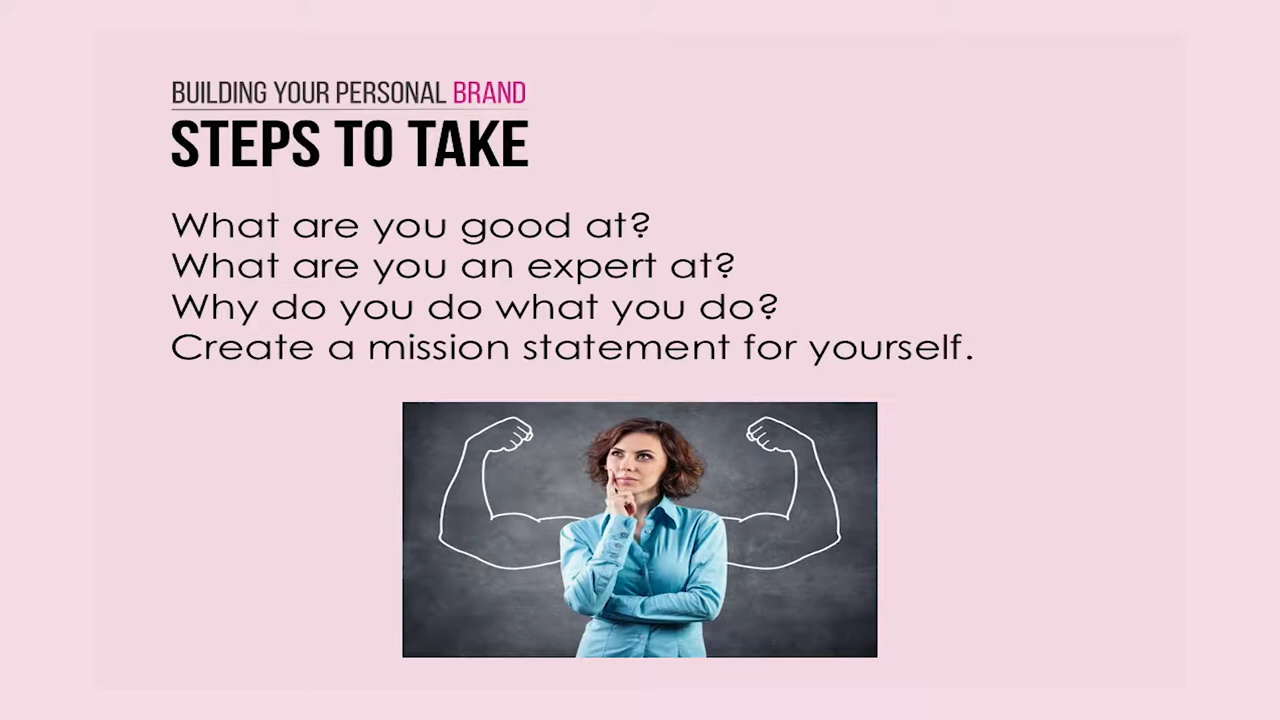 BUILDING YOUR PERSONAL BRAND
STEPS TO TAKE
What are you good at?
What are you an expert at?
Why do you do what you do?
Create a mission statement for yourself.